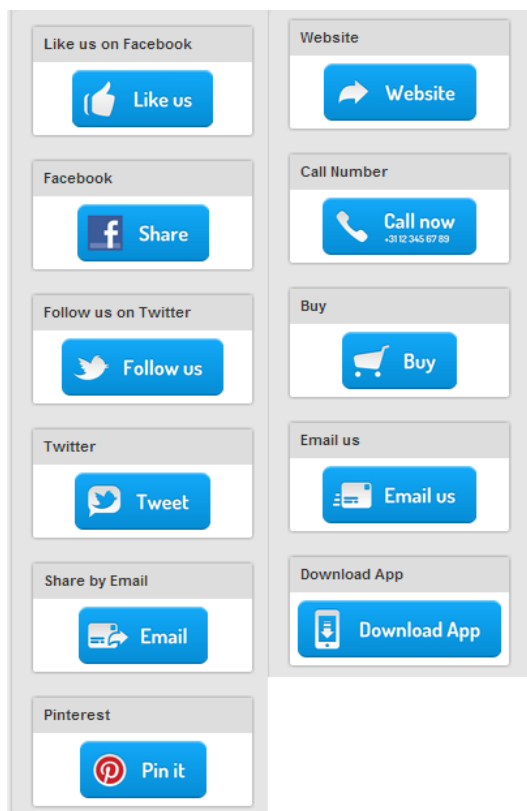 Like us on Facebook
Like us
Facebook
Share
Follow us on Twitter
Follow us
Twitter
Tweet
Share by Email
Email
Pinterest
Pin it
Website
Website
Call Number
Call now
+31 12 345 67 89
Buy
Buy
Email us
Email us
Download App
Download App